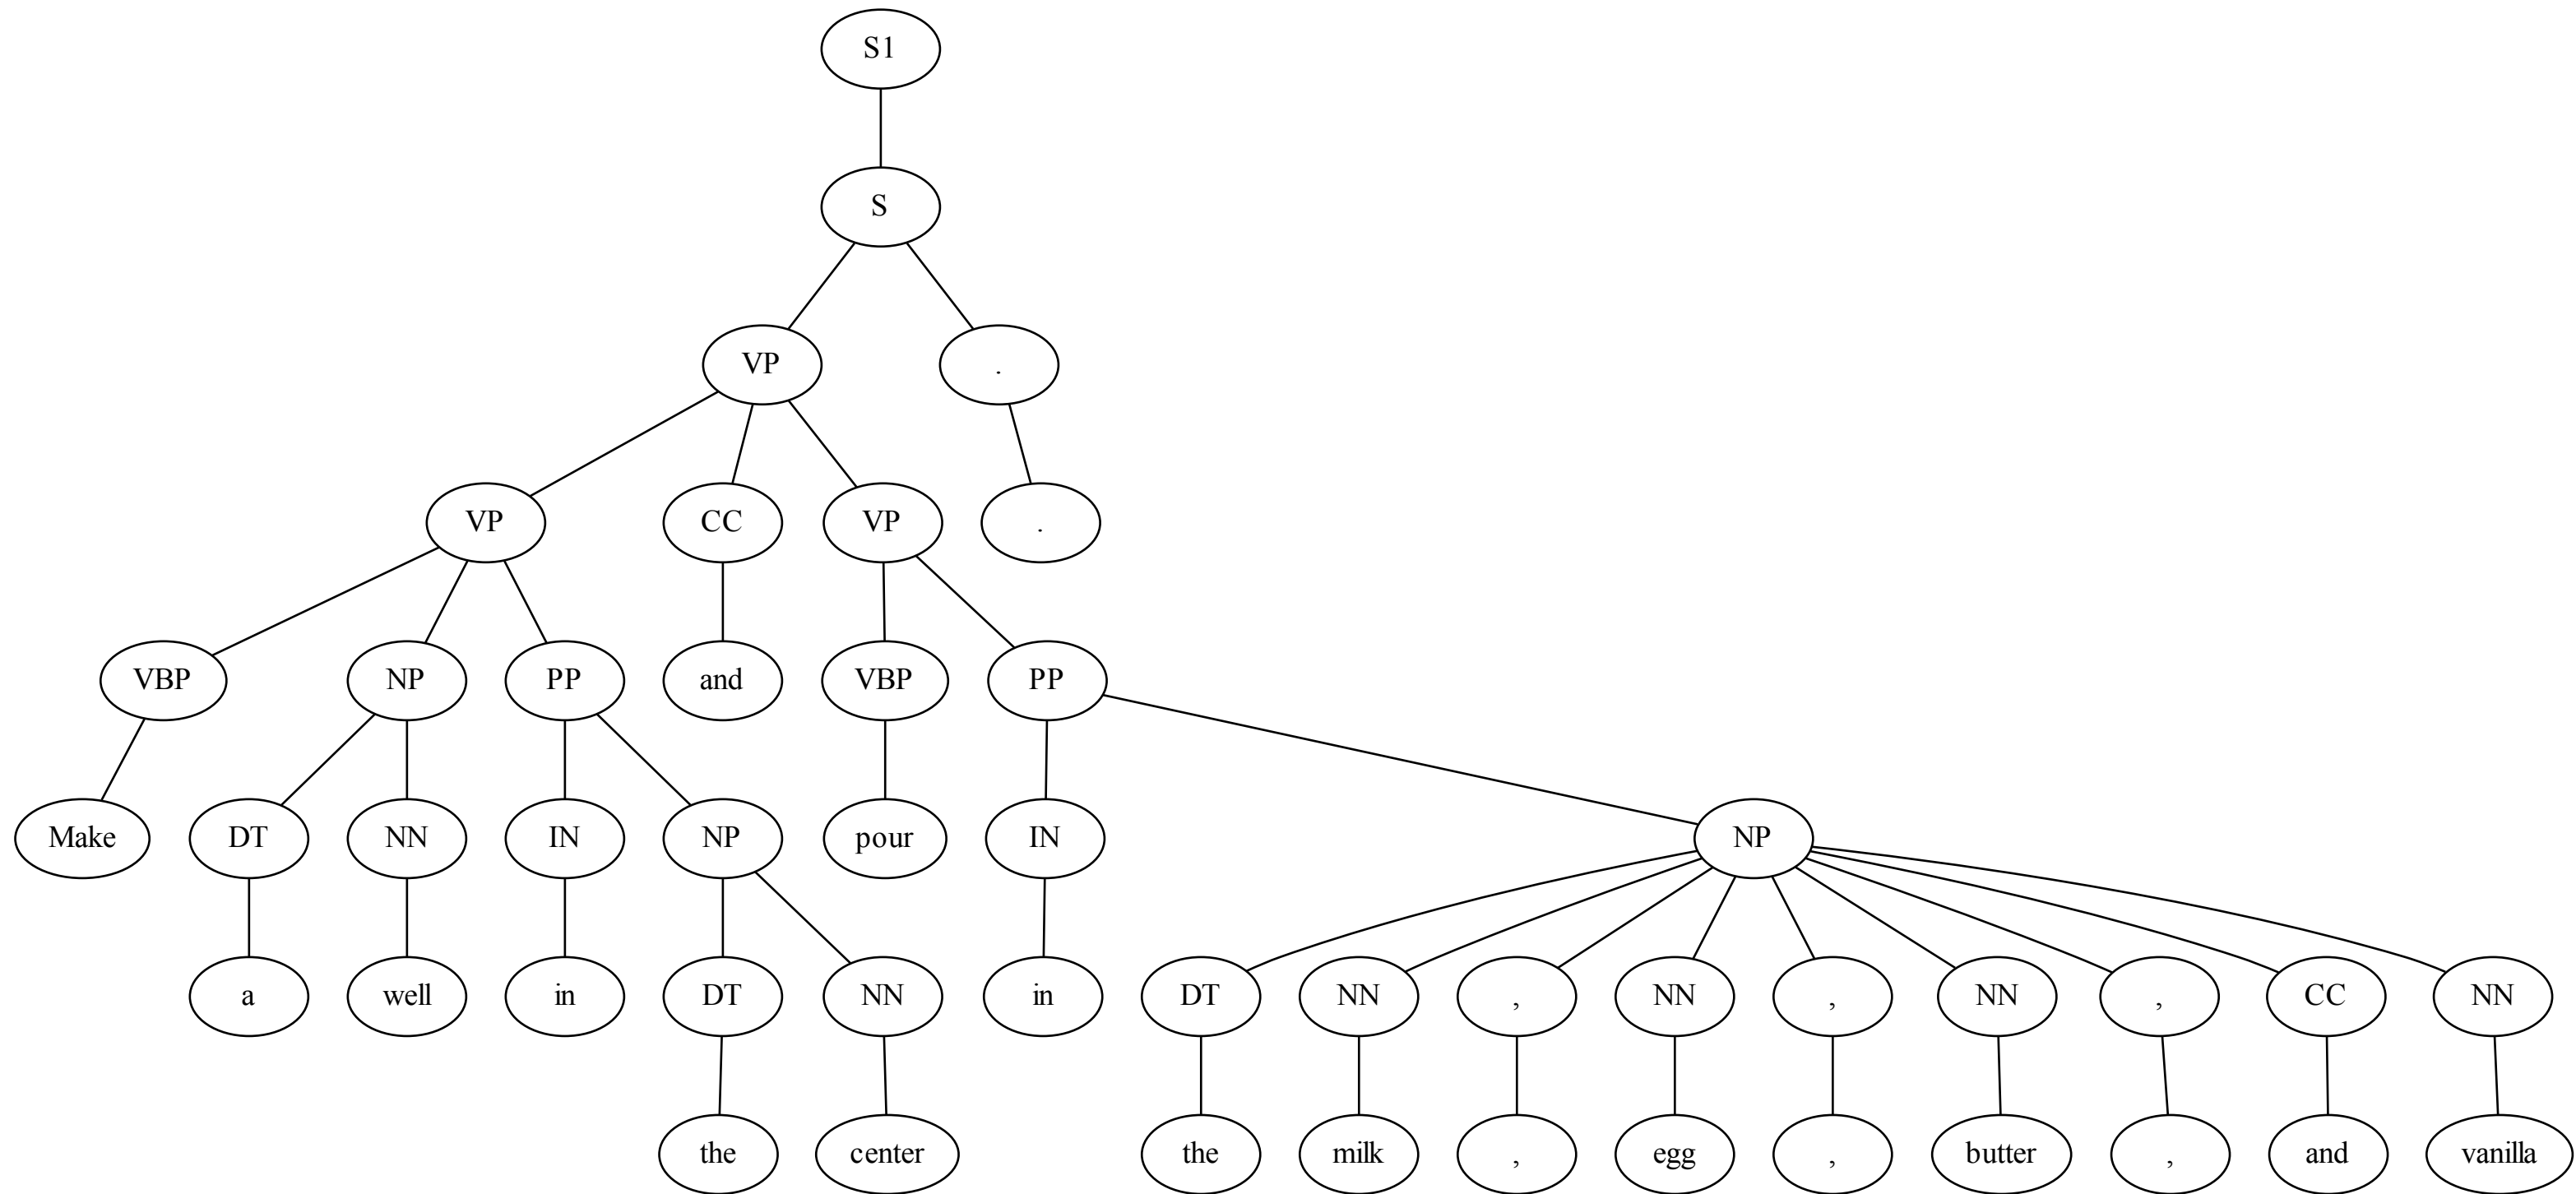 S1
S
VP .
VP CC VP .
VBP NP PP and VBP PP
Make DT NN IN NP pour IN NP
a well in DT NN in DT NN , NN , NN , CC NN
the center the milk , egg , butter , and vanilla